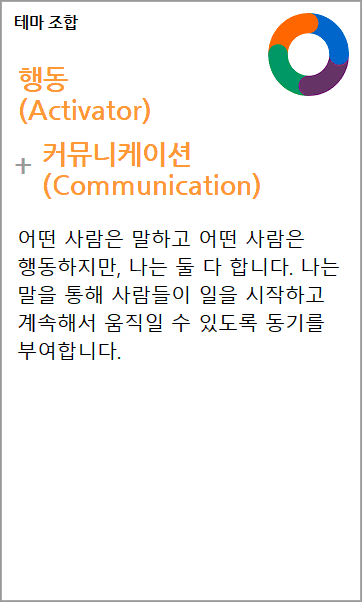 테마 조합
행동
(Activator)
+ 커뮤니케이션
(Communication)
어떤 사람은 말하고 어떤 사람은
행동하지만, 나는 둘 다 합니다. 나는
말을 통해 사람들이 일을 시작하고
계속해서 움직일 수 있도록 동기를
부여합니다.